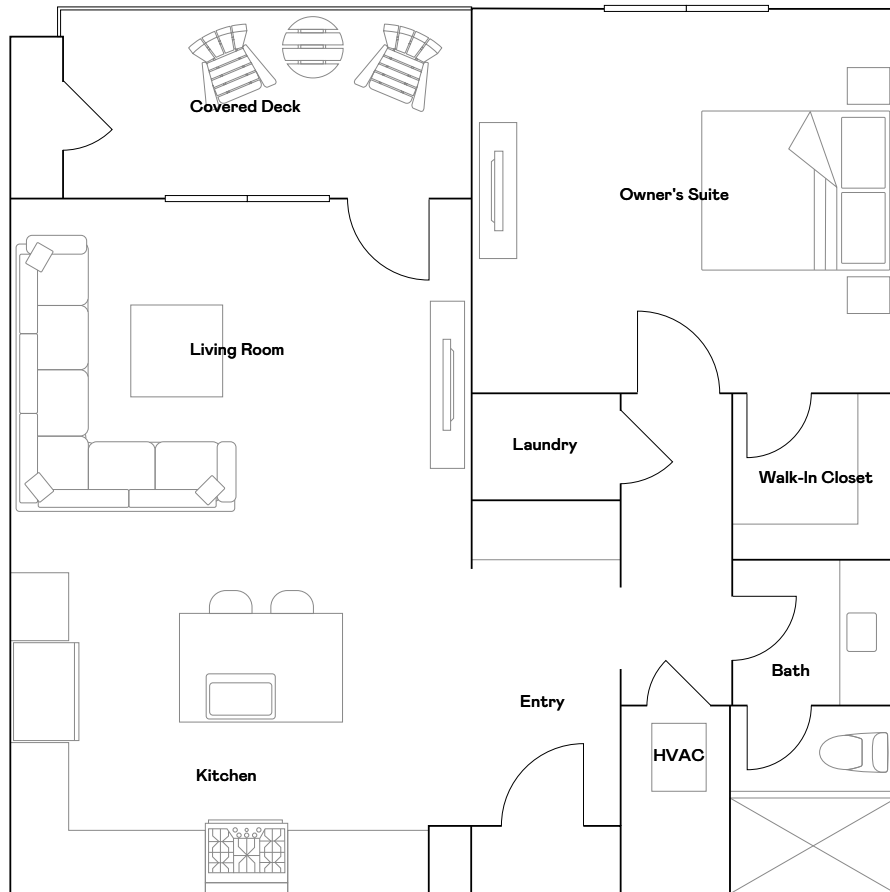 Covered Deck
Owner's Suite
Living Room
Laundry
Walk-In Closet
Bath
Entry
HVAC
Kitchen